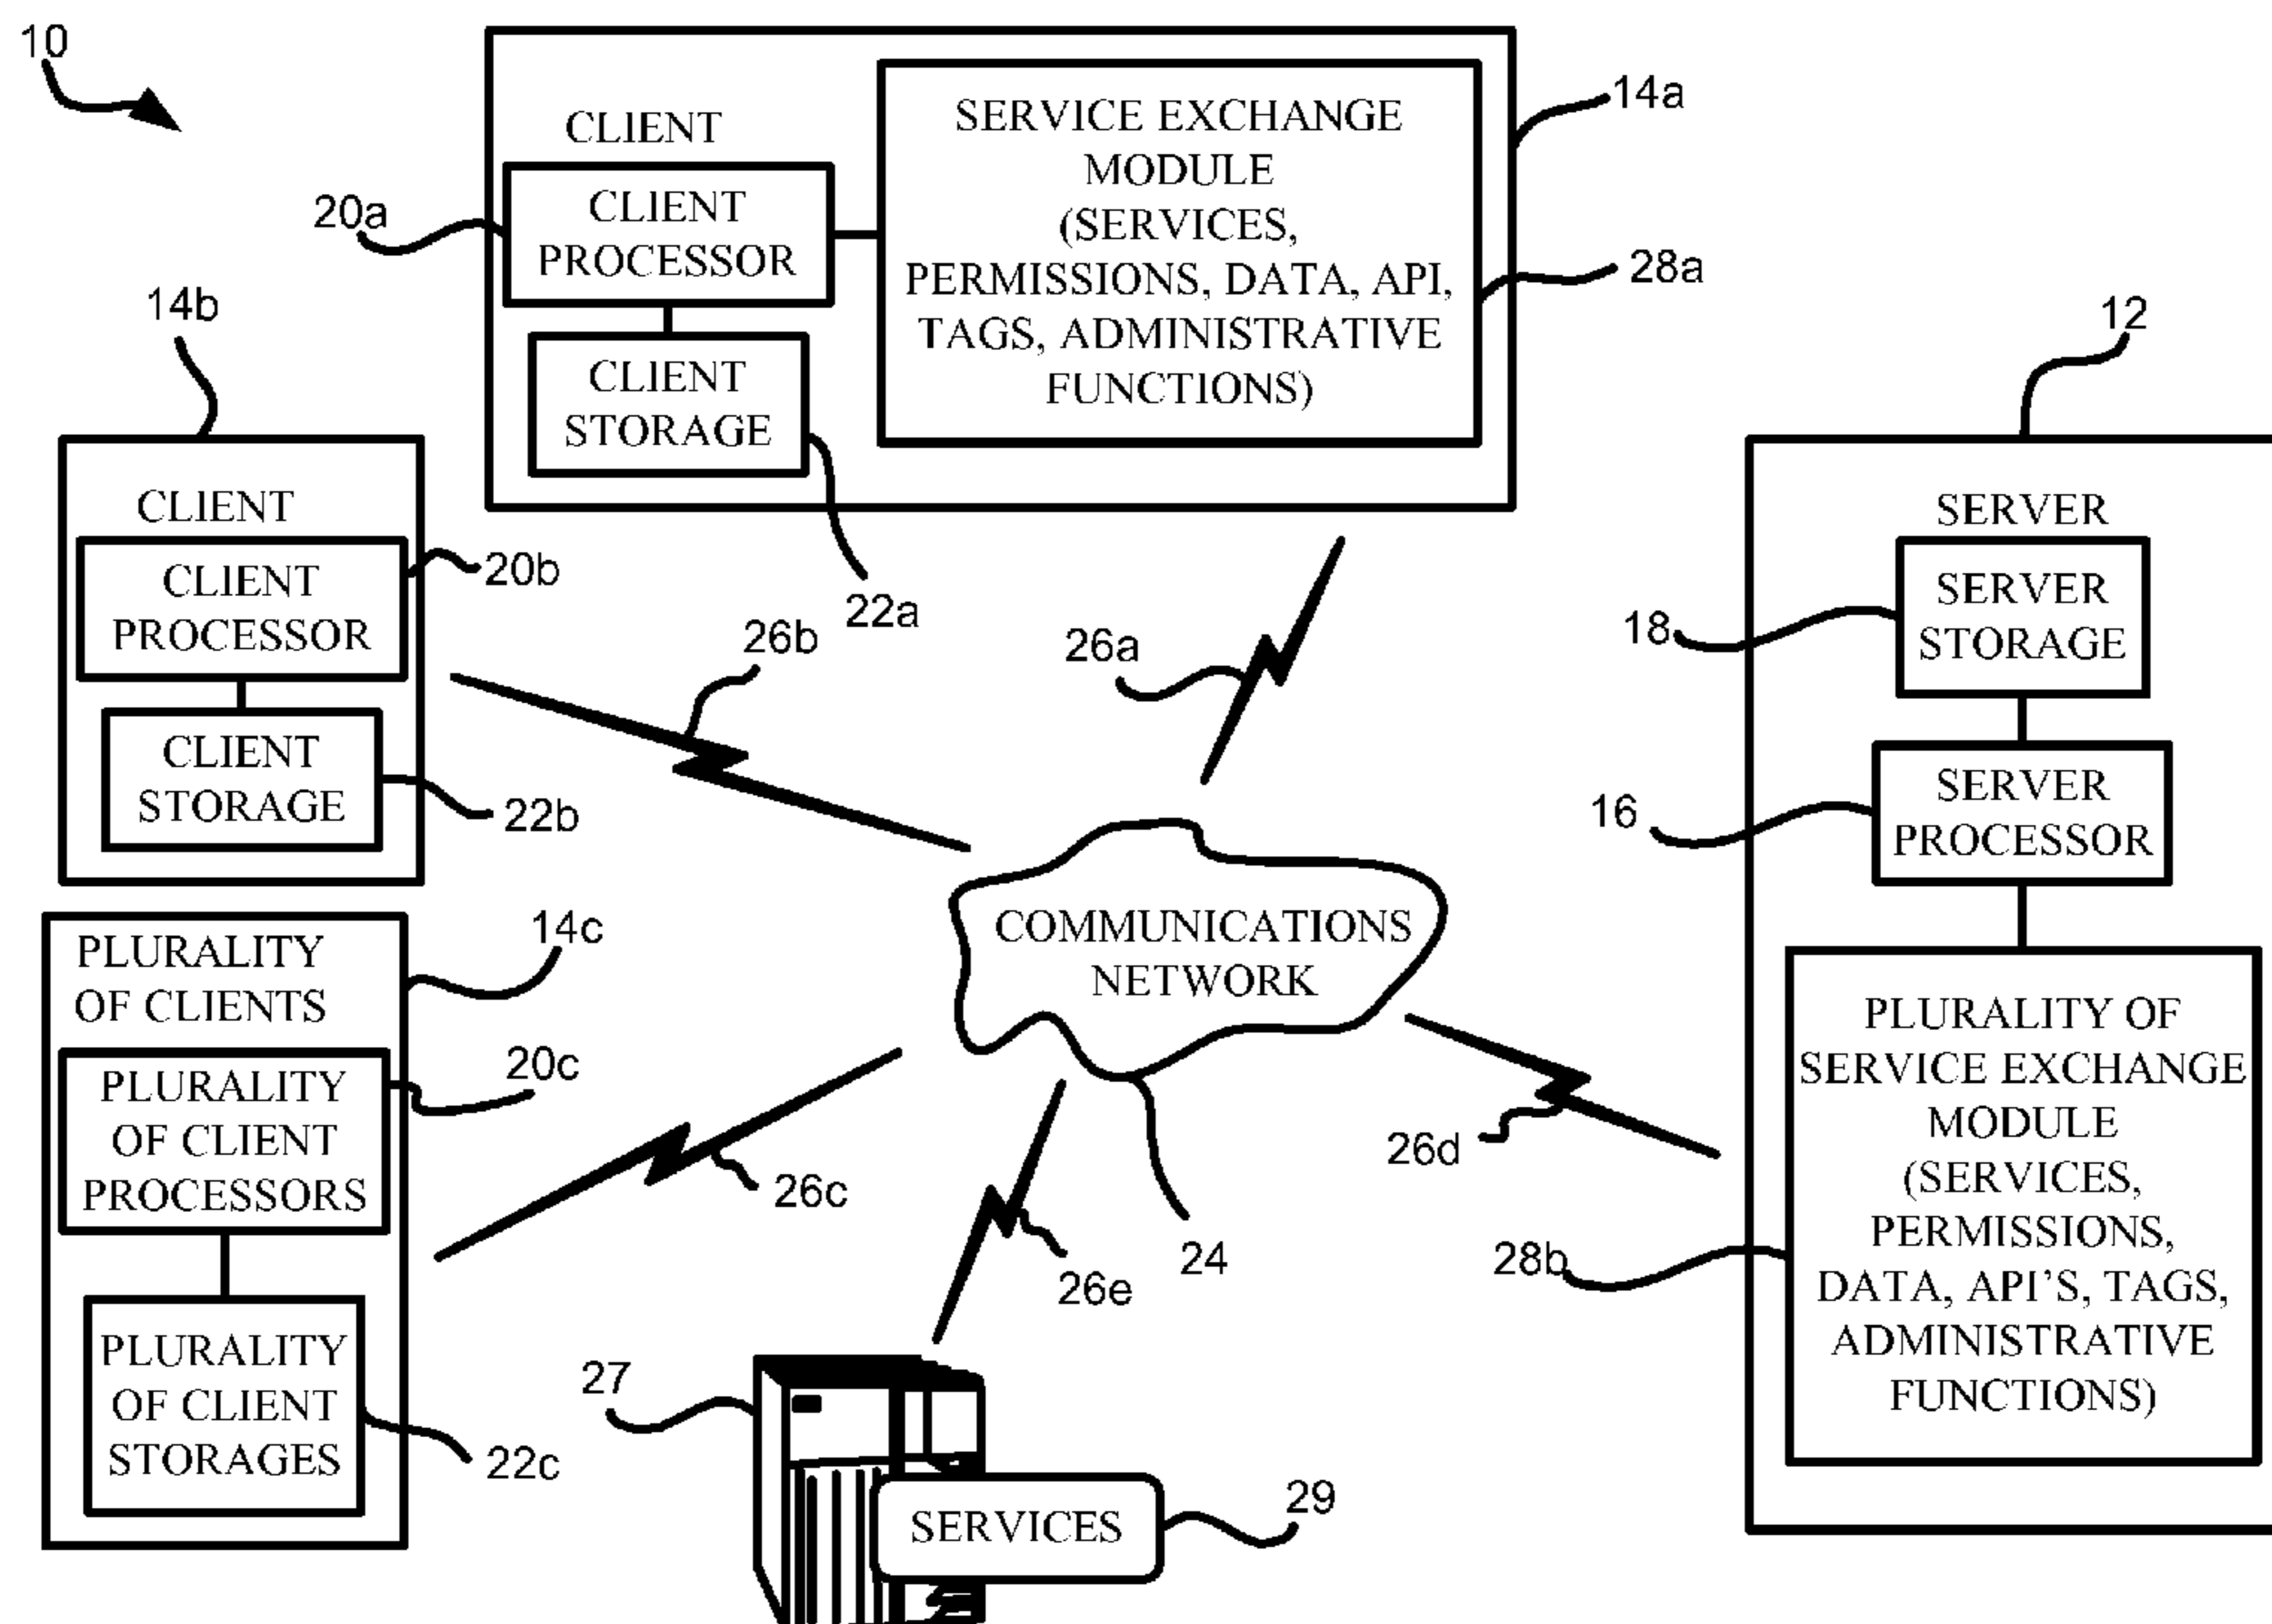 10
CLIENT
CLIENT
PROCESSOR
CLIENT
STORAGE
SERVICE EXCHANGE
MODULE
(SERVICES,
PERMISSIONS, DATA, API,
TAGS, ADMINISTRATIVE
FUNCTIONS)
14a
20a
28a
22a
14b
CLIENT
CLIENT
PROCESSOR
CLIENT
STORAGE
20b
22b
26b
26a
12
SERVER
SERVER
STORAGE
SERVER
PROCESSOR
PLURALITY OF
SERVICE EXCHANGE
MODULE
(SERVICES,
PERMISSIONS,
DATA, API'S, TAGS,
ADMINISTRATIVE
FUNCTIONS)
18
16
28b
COMMUNICATIONS
NETWORK
24
26d
PLURALITY
OF CLIENTS
PLURALITY
OF CLIENT
PROCESSORS
PLURALITY
OF CLIENT
STORAGES
14c
20c
22c
26c
26e
27
SERVICES
29